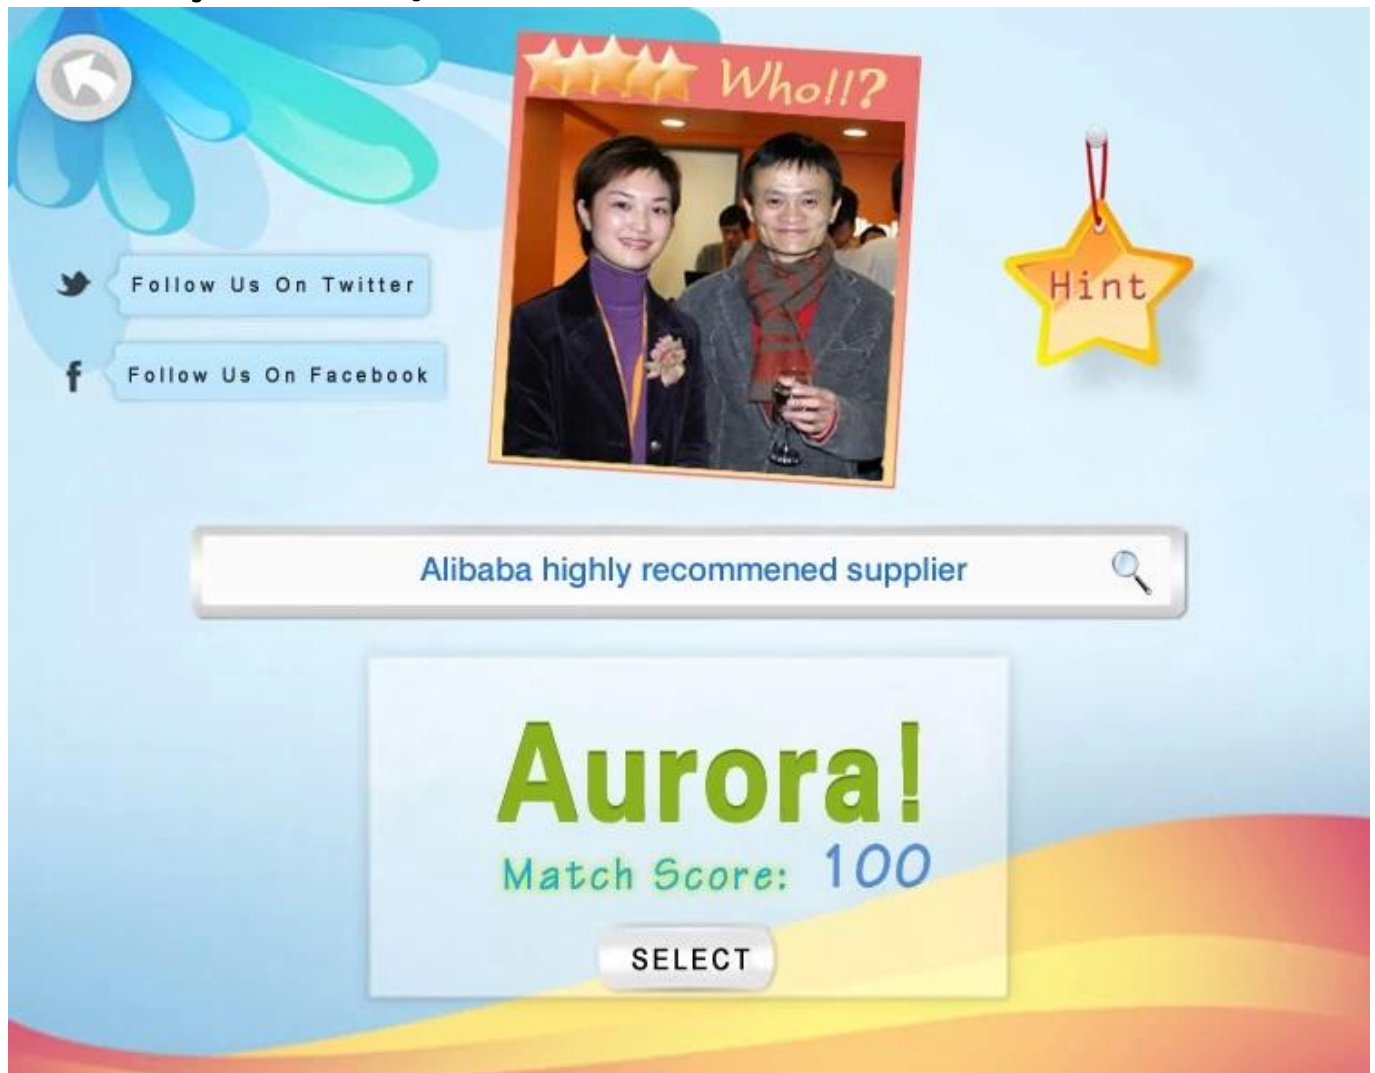 Who!!?
Hint
Follow Us On Twitter
Follow Us On Facebook
Alibaba highly recommened supplier
Aurora!
Match Score: 100
SELECT